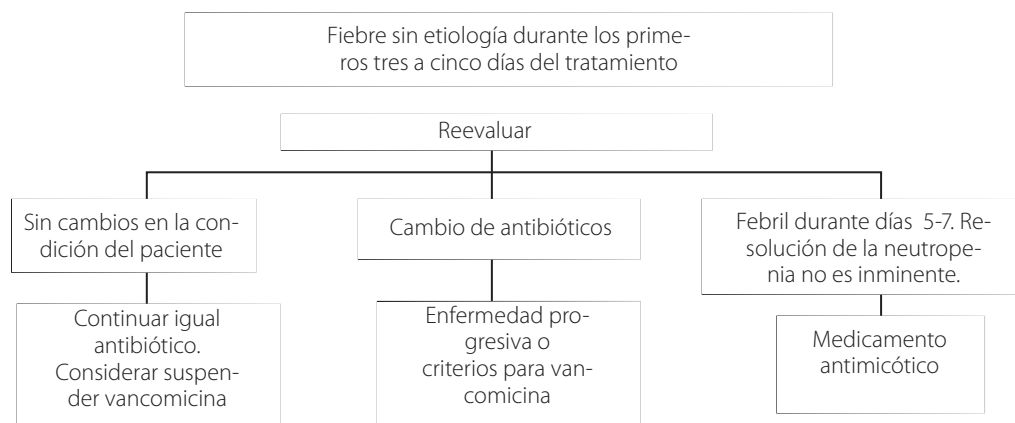 Fiebre sin etiología durante los prime-
ros tres a cinco días del tratamiento
Reevaluar
Sin cambios en la con-
dición del paciente
Cambio de antibióticos
Febril durante días 5-7. Re-
solución de la neutrope-
nia no es inminente.
Continuar igual
antibiótico.
Considerar suspen-
der vancomicina
Enfermedad pro-
gresiva o
criterios para van-
comicina
Medicamento
antimicótico